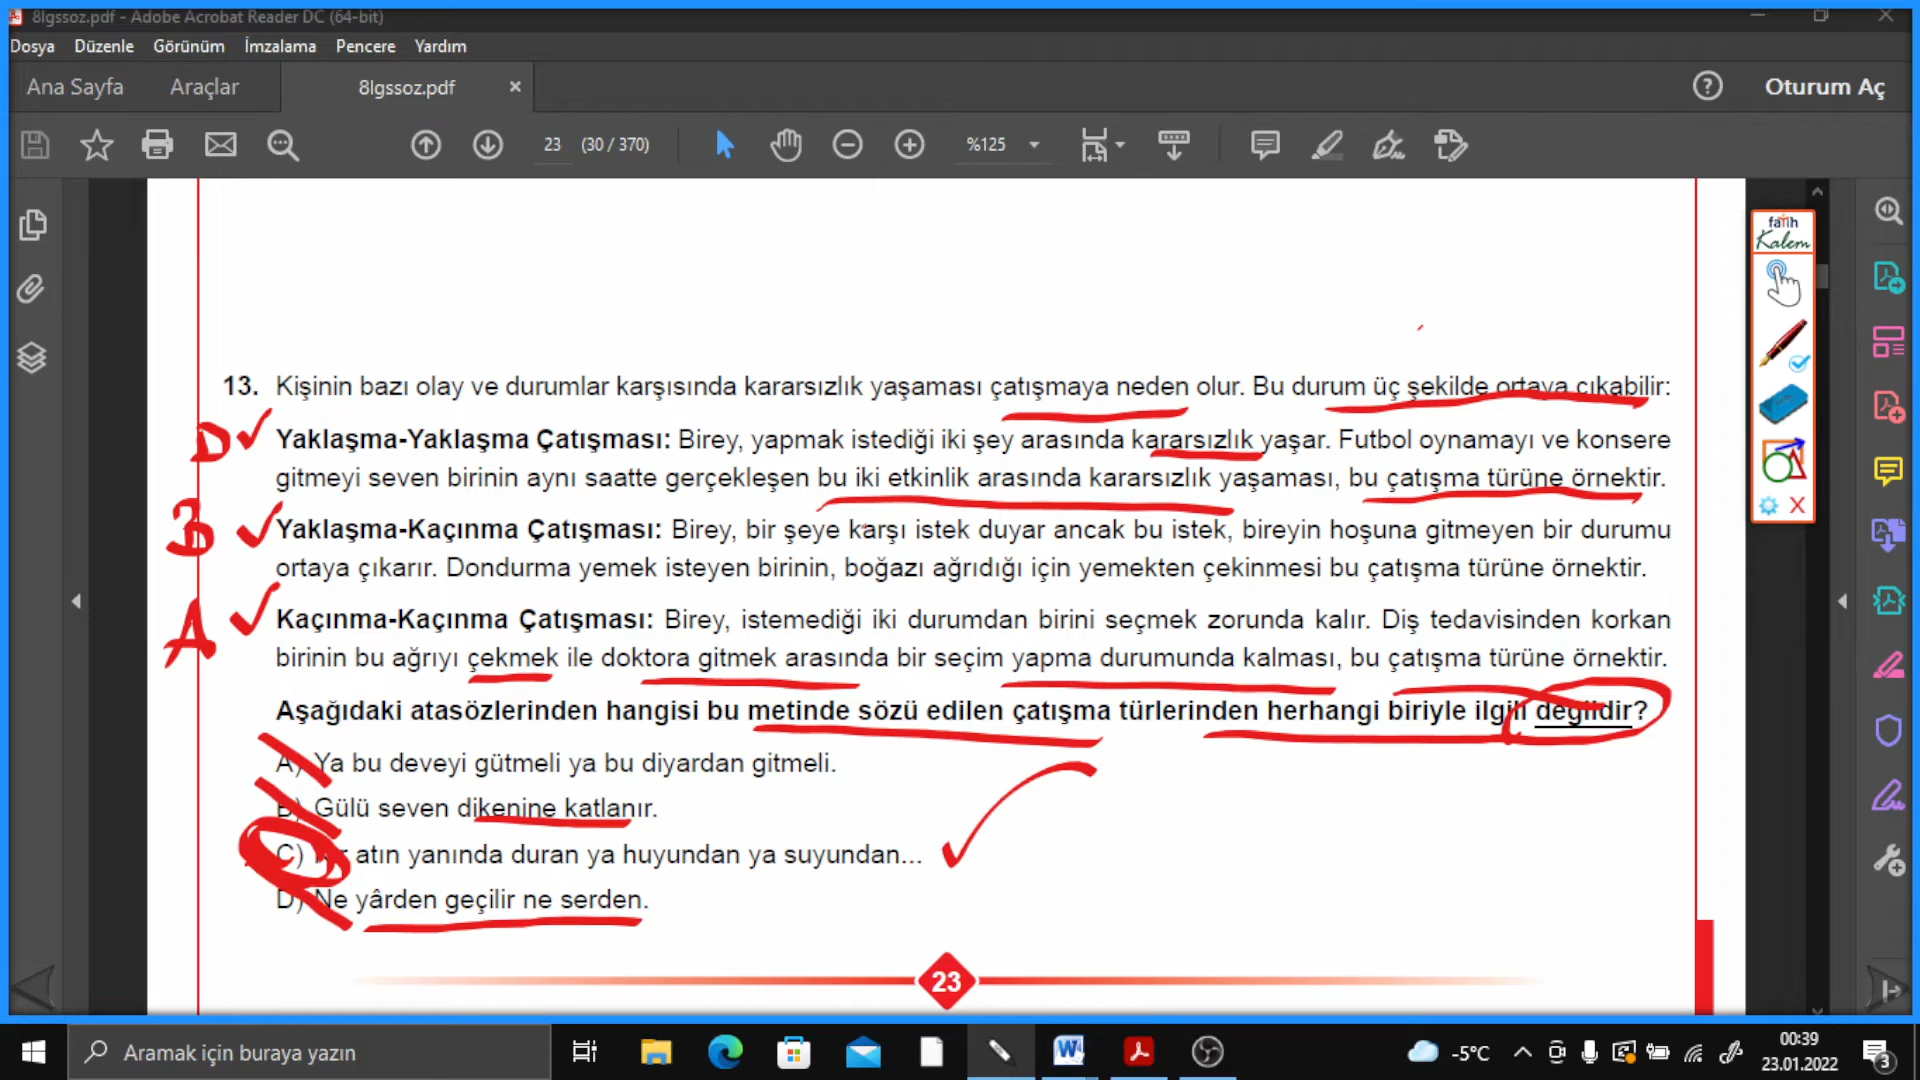 8lgssoz.pdf - Adobe Acrobat Reader DC (64-bit)
Dosya Düzenle Görünüm İmzalama Pencere Yardım
Ana Sayfa Araçlar 8lgssoz.pdf × ? Oturum Aç
23 (30 / 370) %125
fatih
Kalem
13. Kişinin bazı olay ve durumlar karşısında kararsızlık yaşaması çatışmaya neden olur. Bu durum üç şekilde ortaya çıkabilir:
D Yaklaşma-Yaklaşma Çatışması: Birey, yapmak istediği iki şey arasında kararsızlık yaşar. Futbol oynamayı ve konsere
gitmeyi seven birinin aynı saatte gerçekleşen bu iki etkinlik arasında kararsızlık yaşaması, bu çatışma türüne örnektir.
B Yaklaşma-Kaçınma Çatışması: Birey, bir şeye karşı istek duyar ancak bu istek, bireyin hoşuna gitmeyen bir durumu
ortaya çıkarır. Dondurma yemek isteyen birinin, boğazı ağrıdığı için yemekten çekinmesi bu çatışma türüne örnektir.
A Kaçınma-Kaçınma Çatışması: Birey, istemediği iki durumdan birini seçmek zorunda kalır. Diş tedavisinden korkan
birinin bu ağrıyı çekmek ile doktora gitmek arasında bir seçim yapma durumunda kalması, bu çatışma türüne örnektir.
Aşağıdaki atasözlerinden hangisi bu metinde sözü edilen çatışma türlerinden herhangi biriyle ilgili değildir?
A) Ya bu deveyi gütmeli ya bu diyardan gitmeli.
B) Gülü seven dikenine katlanır.
C) atın yanında duran ya huyundan ya suyundan...
D) Ne yârden geçilir ne serden.
23
Aramak için buraya yazın
-5°C
00:39
23.01.2022
3